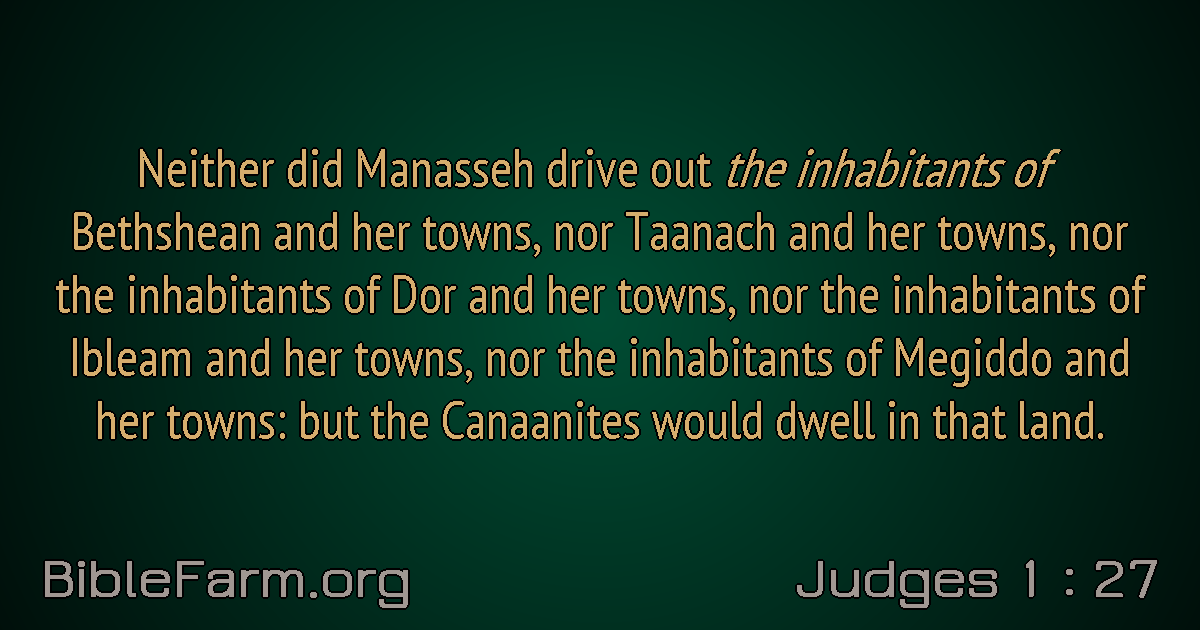 Neither did Manasseh drive out the inhabitants of
Bethshean and her towns, nor Taanach and her towns, nor
the inhabitants of Dor and her towns, nor the inhabitants of
Ibleam and her towns, nor the inhabitants of Megiddo and
her towns: but the Canaanites would dwell in that land.
BibleFarm.org
Judges 1 : 27